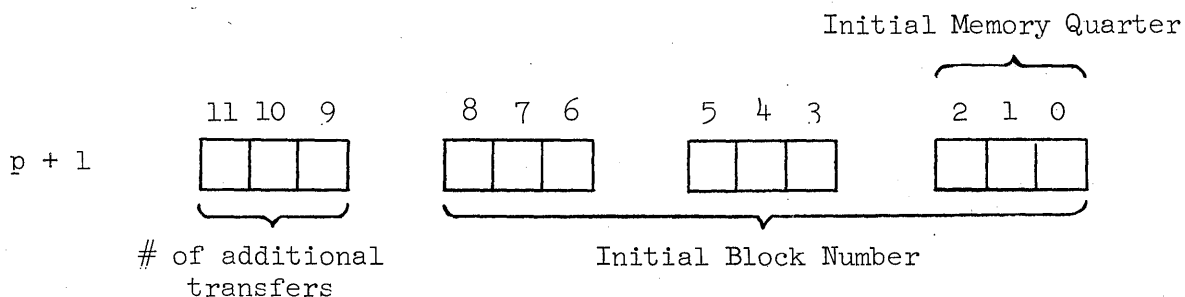 Initial Memory Quarter
11 10 9 8 7 6 5 4 3 2 1 0
p + 1
# of additional
transfers
Initial Block Number